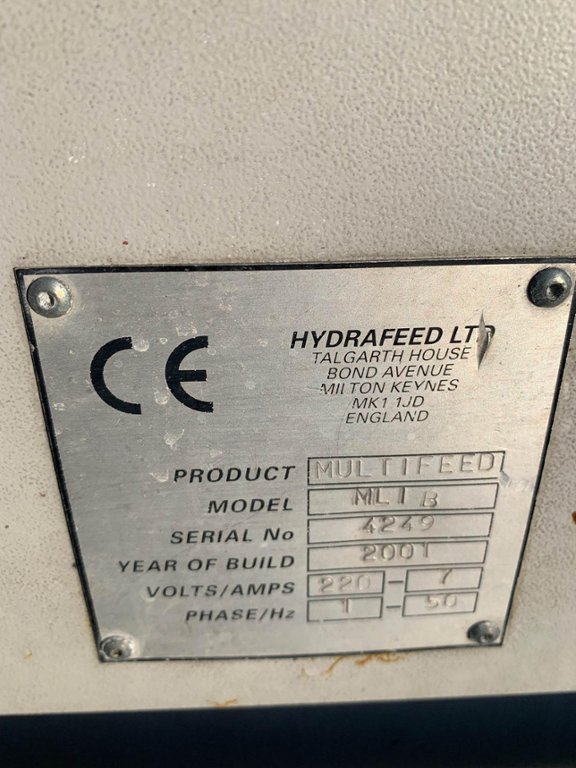 CE
HYDRAFEED LTD
TALGARTH HOUSE
BOND AVENUE
MILTON KEYNES
MK1 1JD
ENGLAND
PRODUCT MULTIFEED
MODEL ML1 B
SERIAL No 4249
YEAR OF BUILD 2001
VOLTS/AMPS 220 - 7
PHASE/Hz 1 - 50